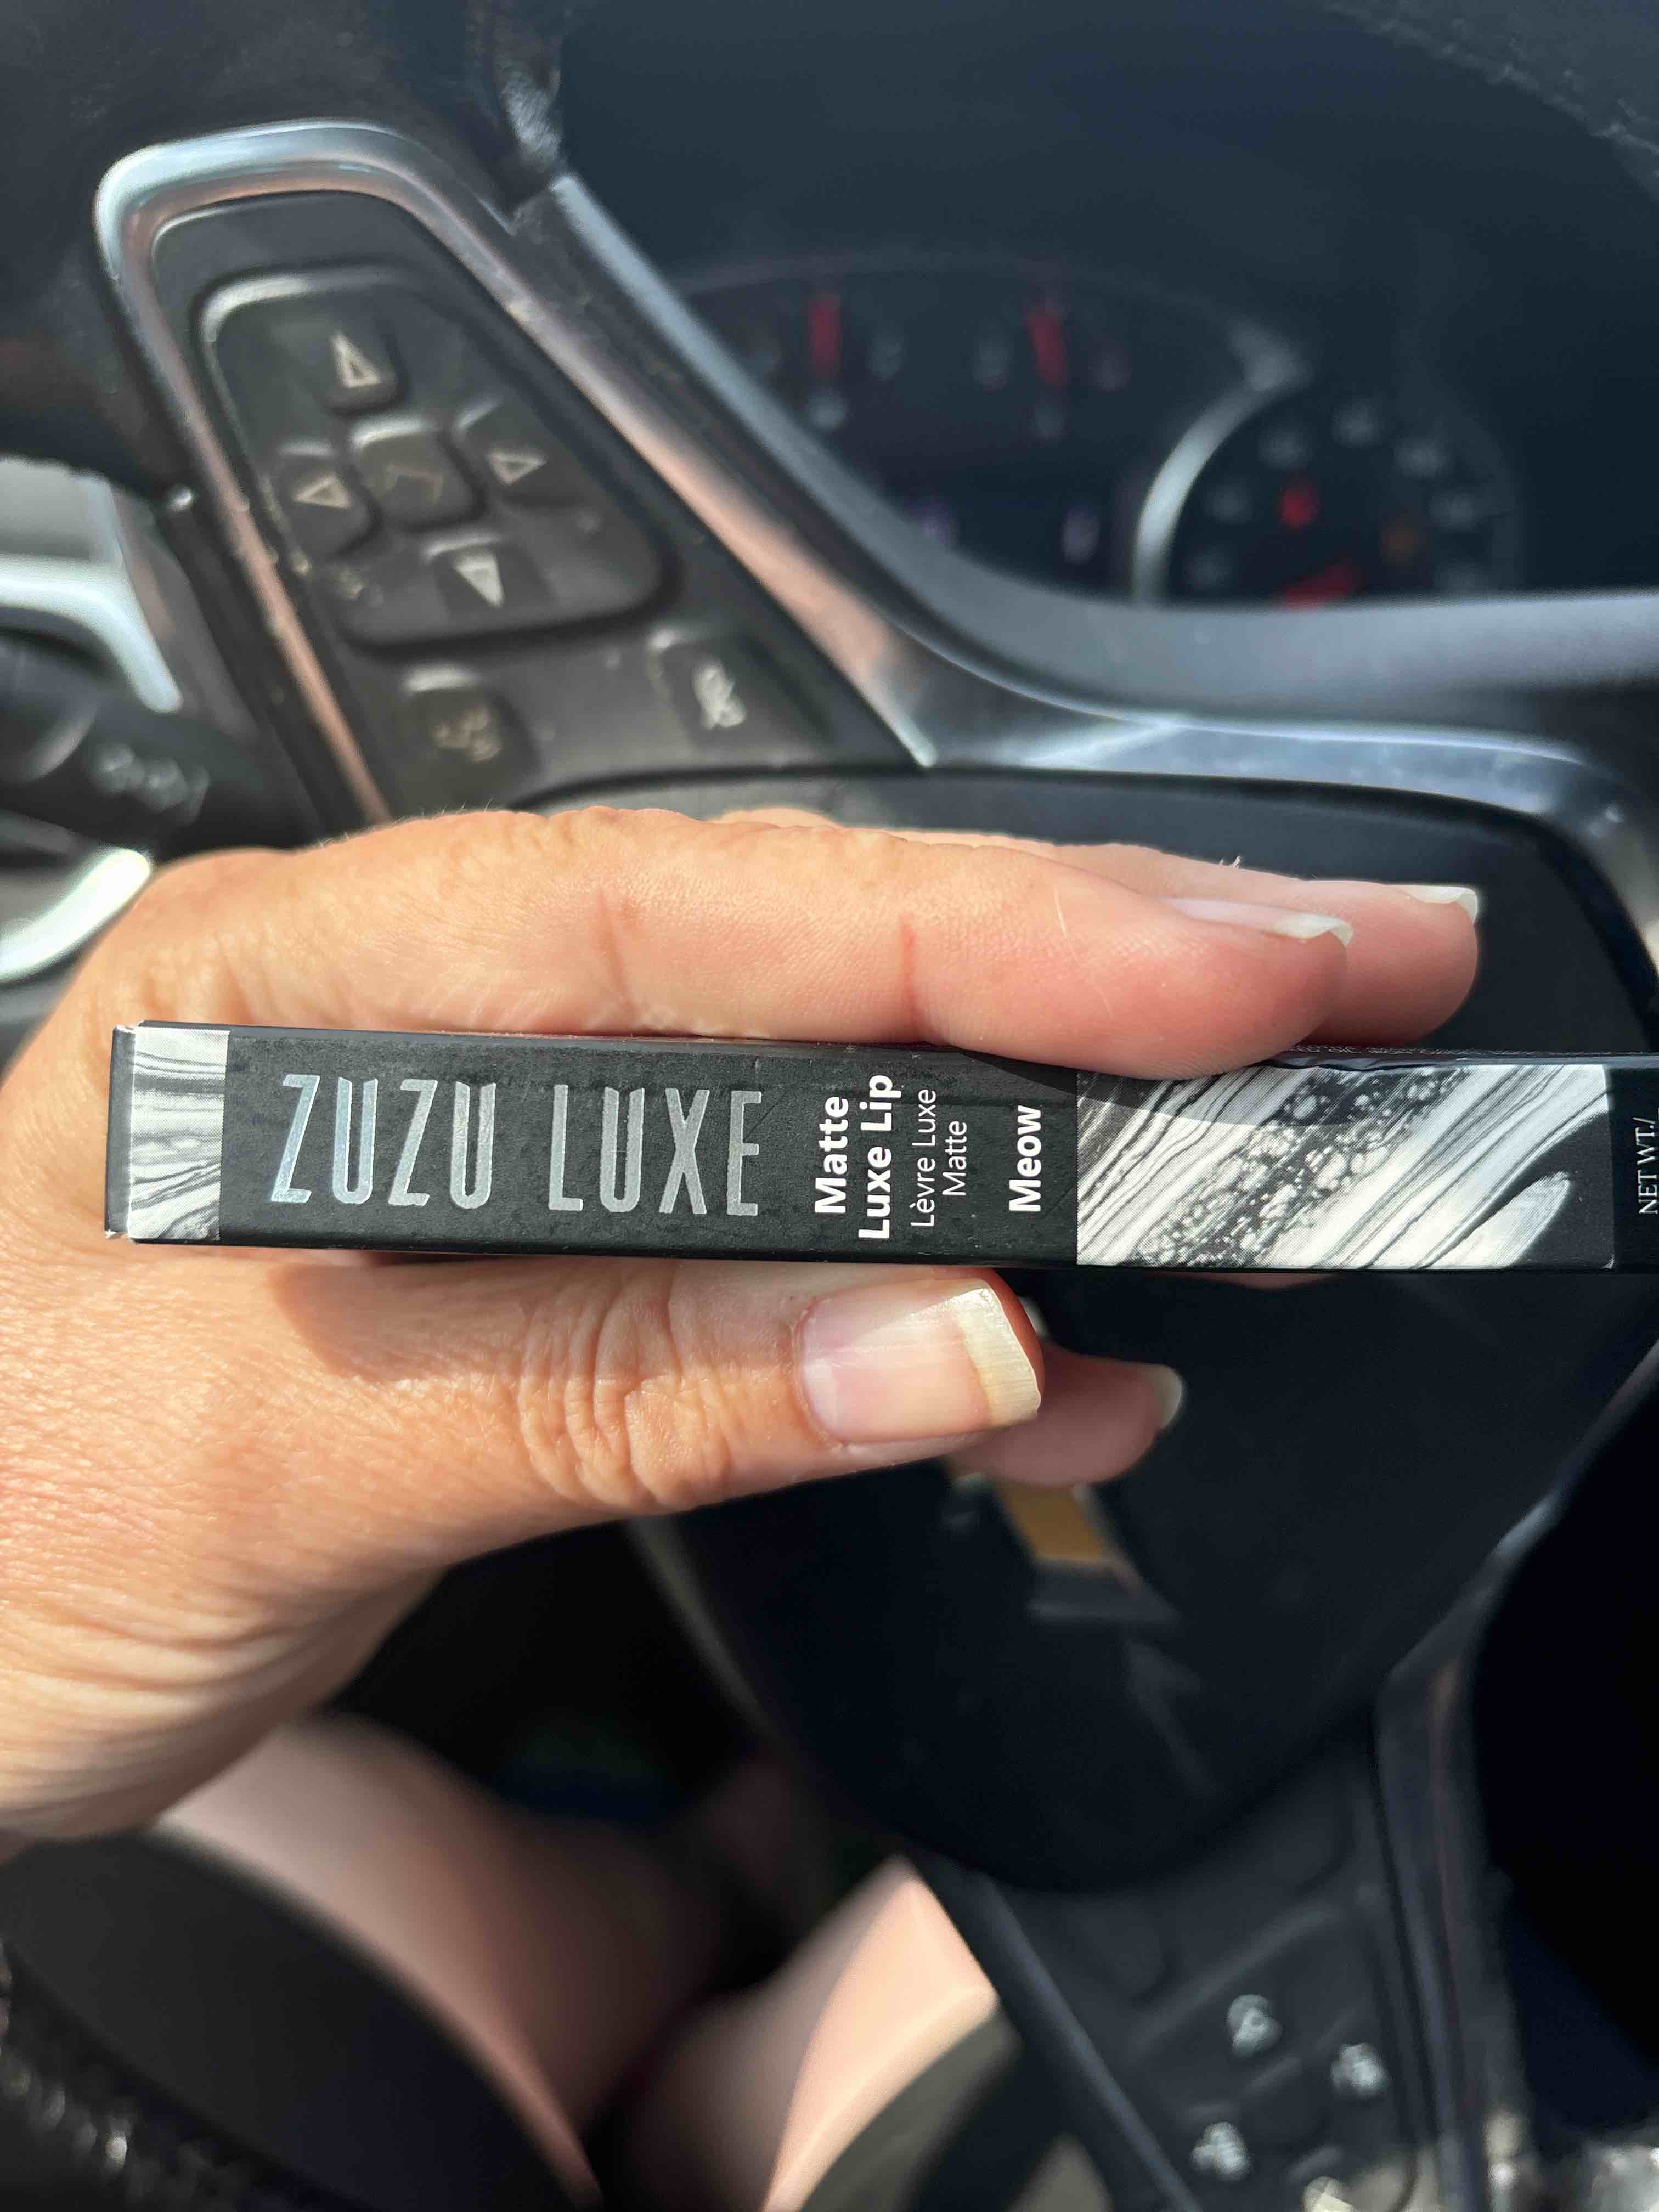 ZUZU LUXE
Matte
Luxe Lip
Lèvre Luxe
Matte
Meow
NET WT./